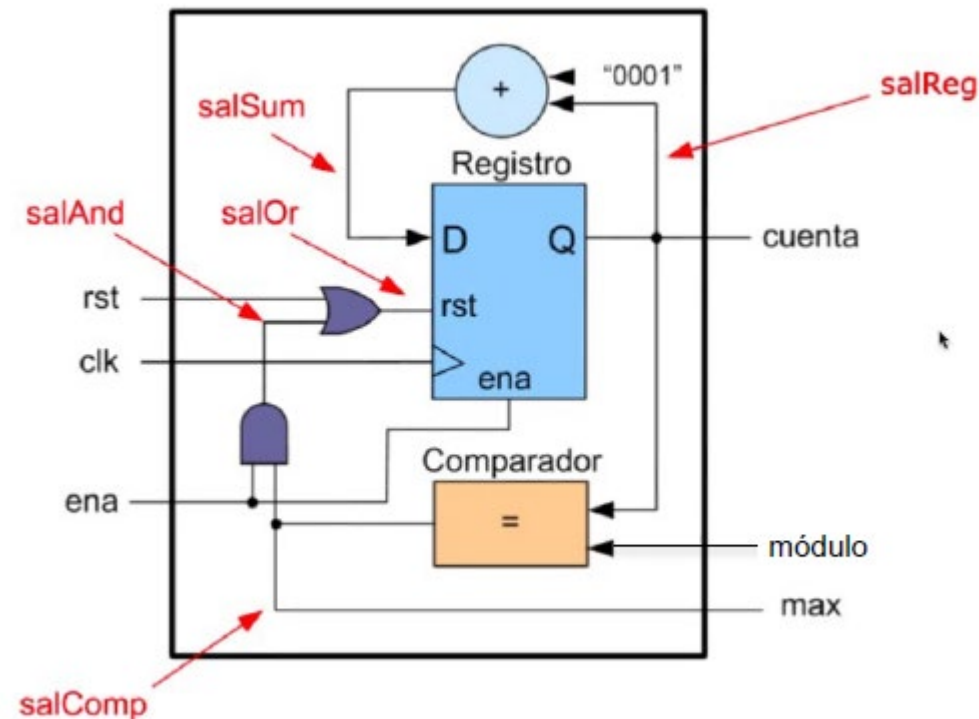 "0001"
+
salReg
salSum
Registro
salAnd
salOr
D
Q
cuenta
rst
rst
clk
ena
Comparador
ena
=
módulo
max
salComp